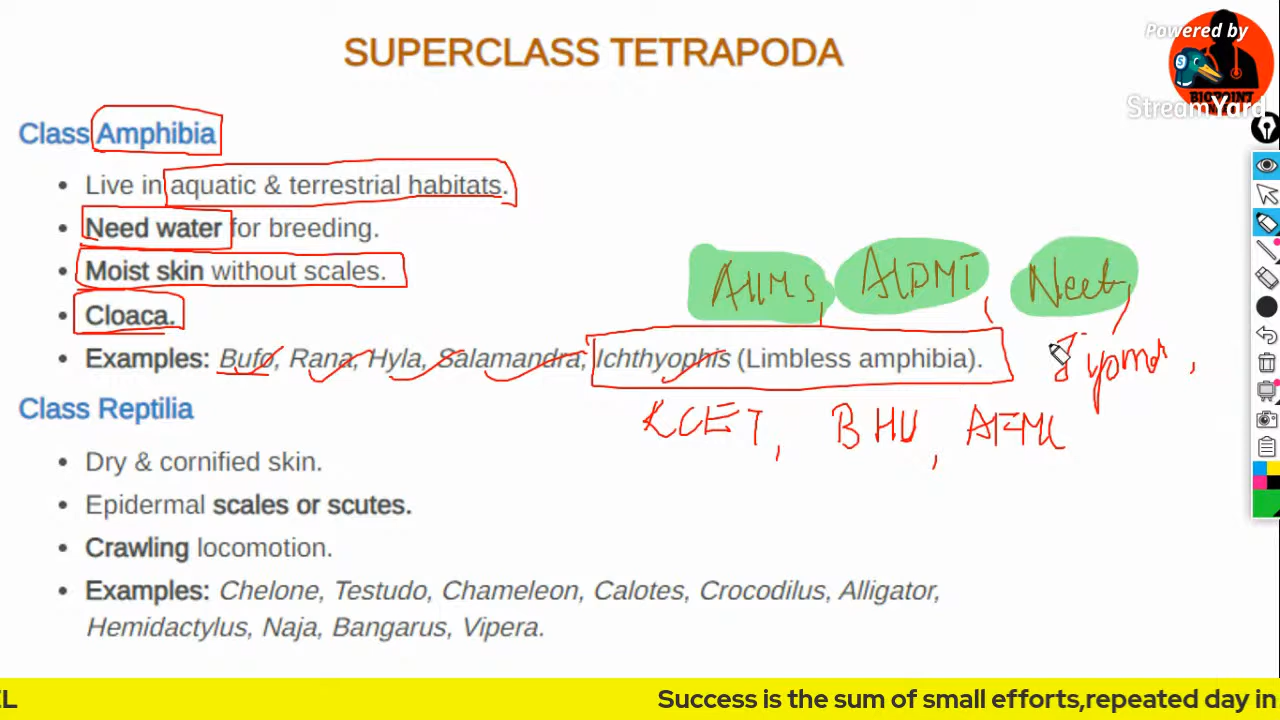 SUPERCLASS TETRAPODA
Powered by
StreamYard
Class Amphibia
• Live in aquatic & terrestrial habitats.
• Need water for breeding.
• Moist skin without scales.
• Cloaca.
AIIMS, AIPMT, Neet,
• Examples: Bufo, Rana, Hyla, Salamandra, Ichthyophis (Limbless amphibia).
KCET, BHU, AFMC
Class Reptilia
• Dry & cornified skin.
• Epidermal scales or scutes.
• Crawling locomotion.
• Examples: Chelone, Testudo, Chameleon, Calotes, Crocodilus, Alligator,
Hemidactylus, Naja, Bangarus, Vipera.
EL
Success is the sum of small efforts,repeated day in